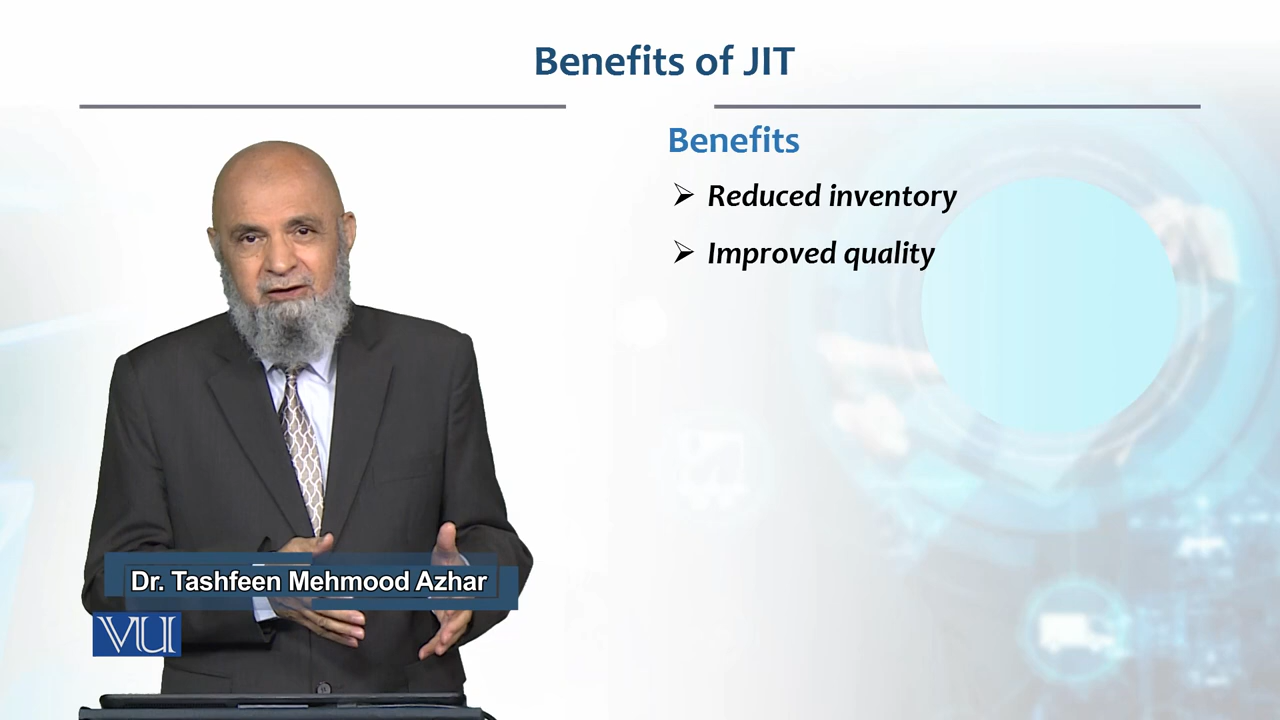 Benefits of JIT
Benefits
➢ Reduced inventory
➢ Improved quality
Dr. Tashfeen Mehmood Azhar
VU